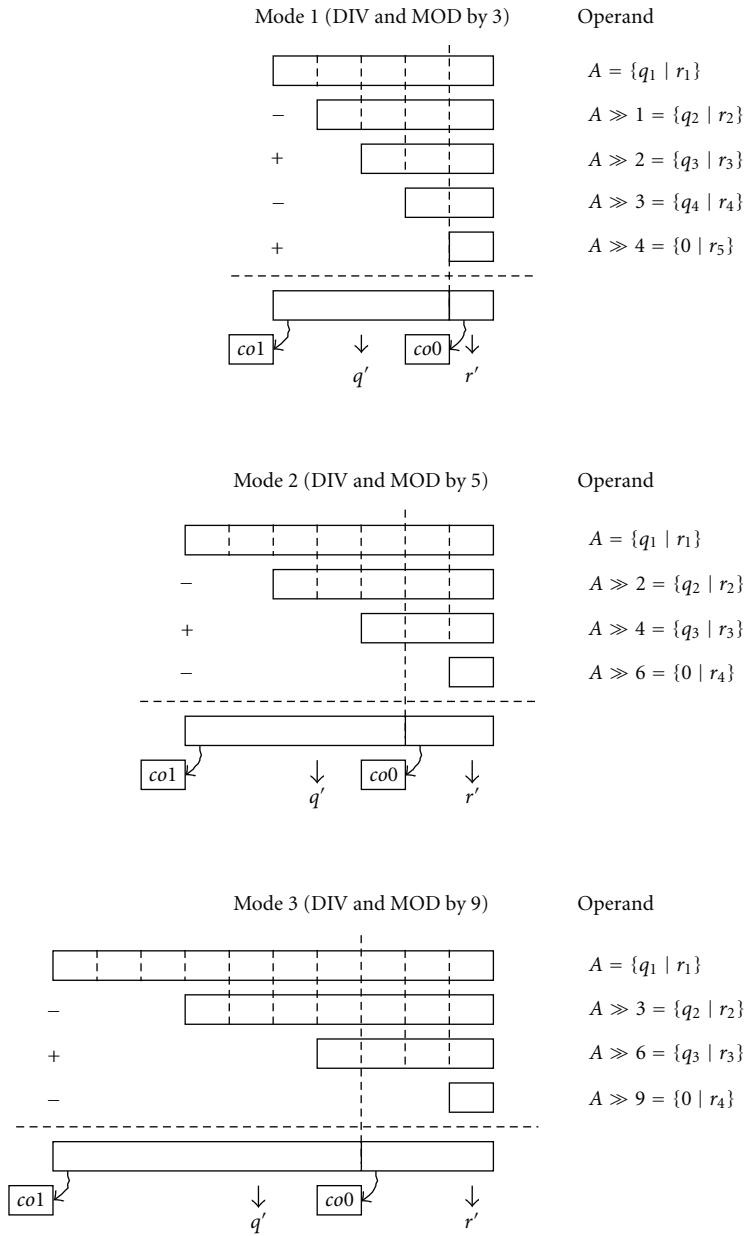 Mode 1 (DIV and MOD by 3) Operand
A = {q1 | r1}
− A ≫ 1 = {q2 | r2}
+ A ≫ 2 = {q3 | r3}
− A ≫ 3 = {q4 | r4}
+ A ≫ 4 = {0 | r5}
co1 co0
q′ r′
Mode 2 (DIV and MOD by 5) Operand
A = {q1 | r1}
− A ≫ 2 = {q2 | r2}
+ A ≫ 4 = {q3 | r3}
− A ≫ 6 = {0 | r4}
co1 co0
q′ r′
Mode 3 (DIV and MOD by 9) Operand
A = {q1 | r1}
− A ≫ 3 = {q2 | r2}
+ A ≫ 6 = {q3 | r3}
− A ≫ 9 = {0 | r4}
co1 co0
q′ r′